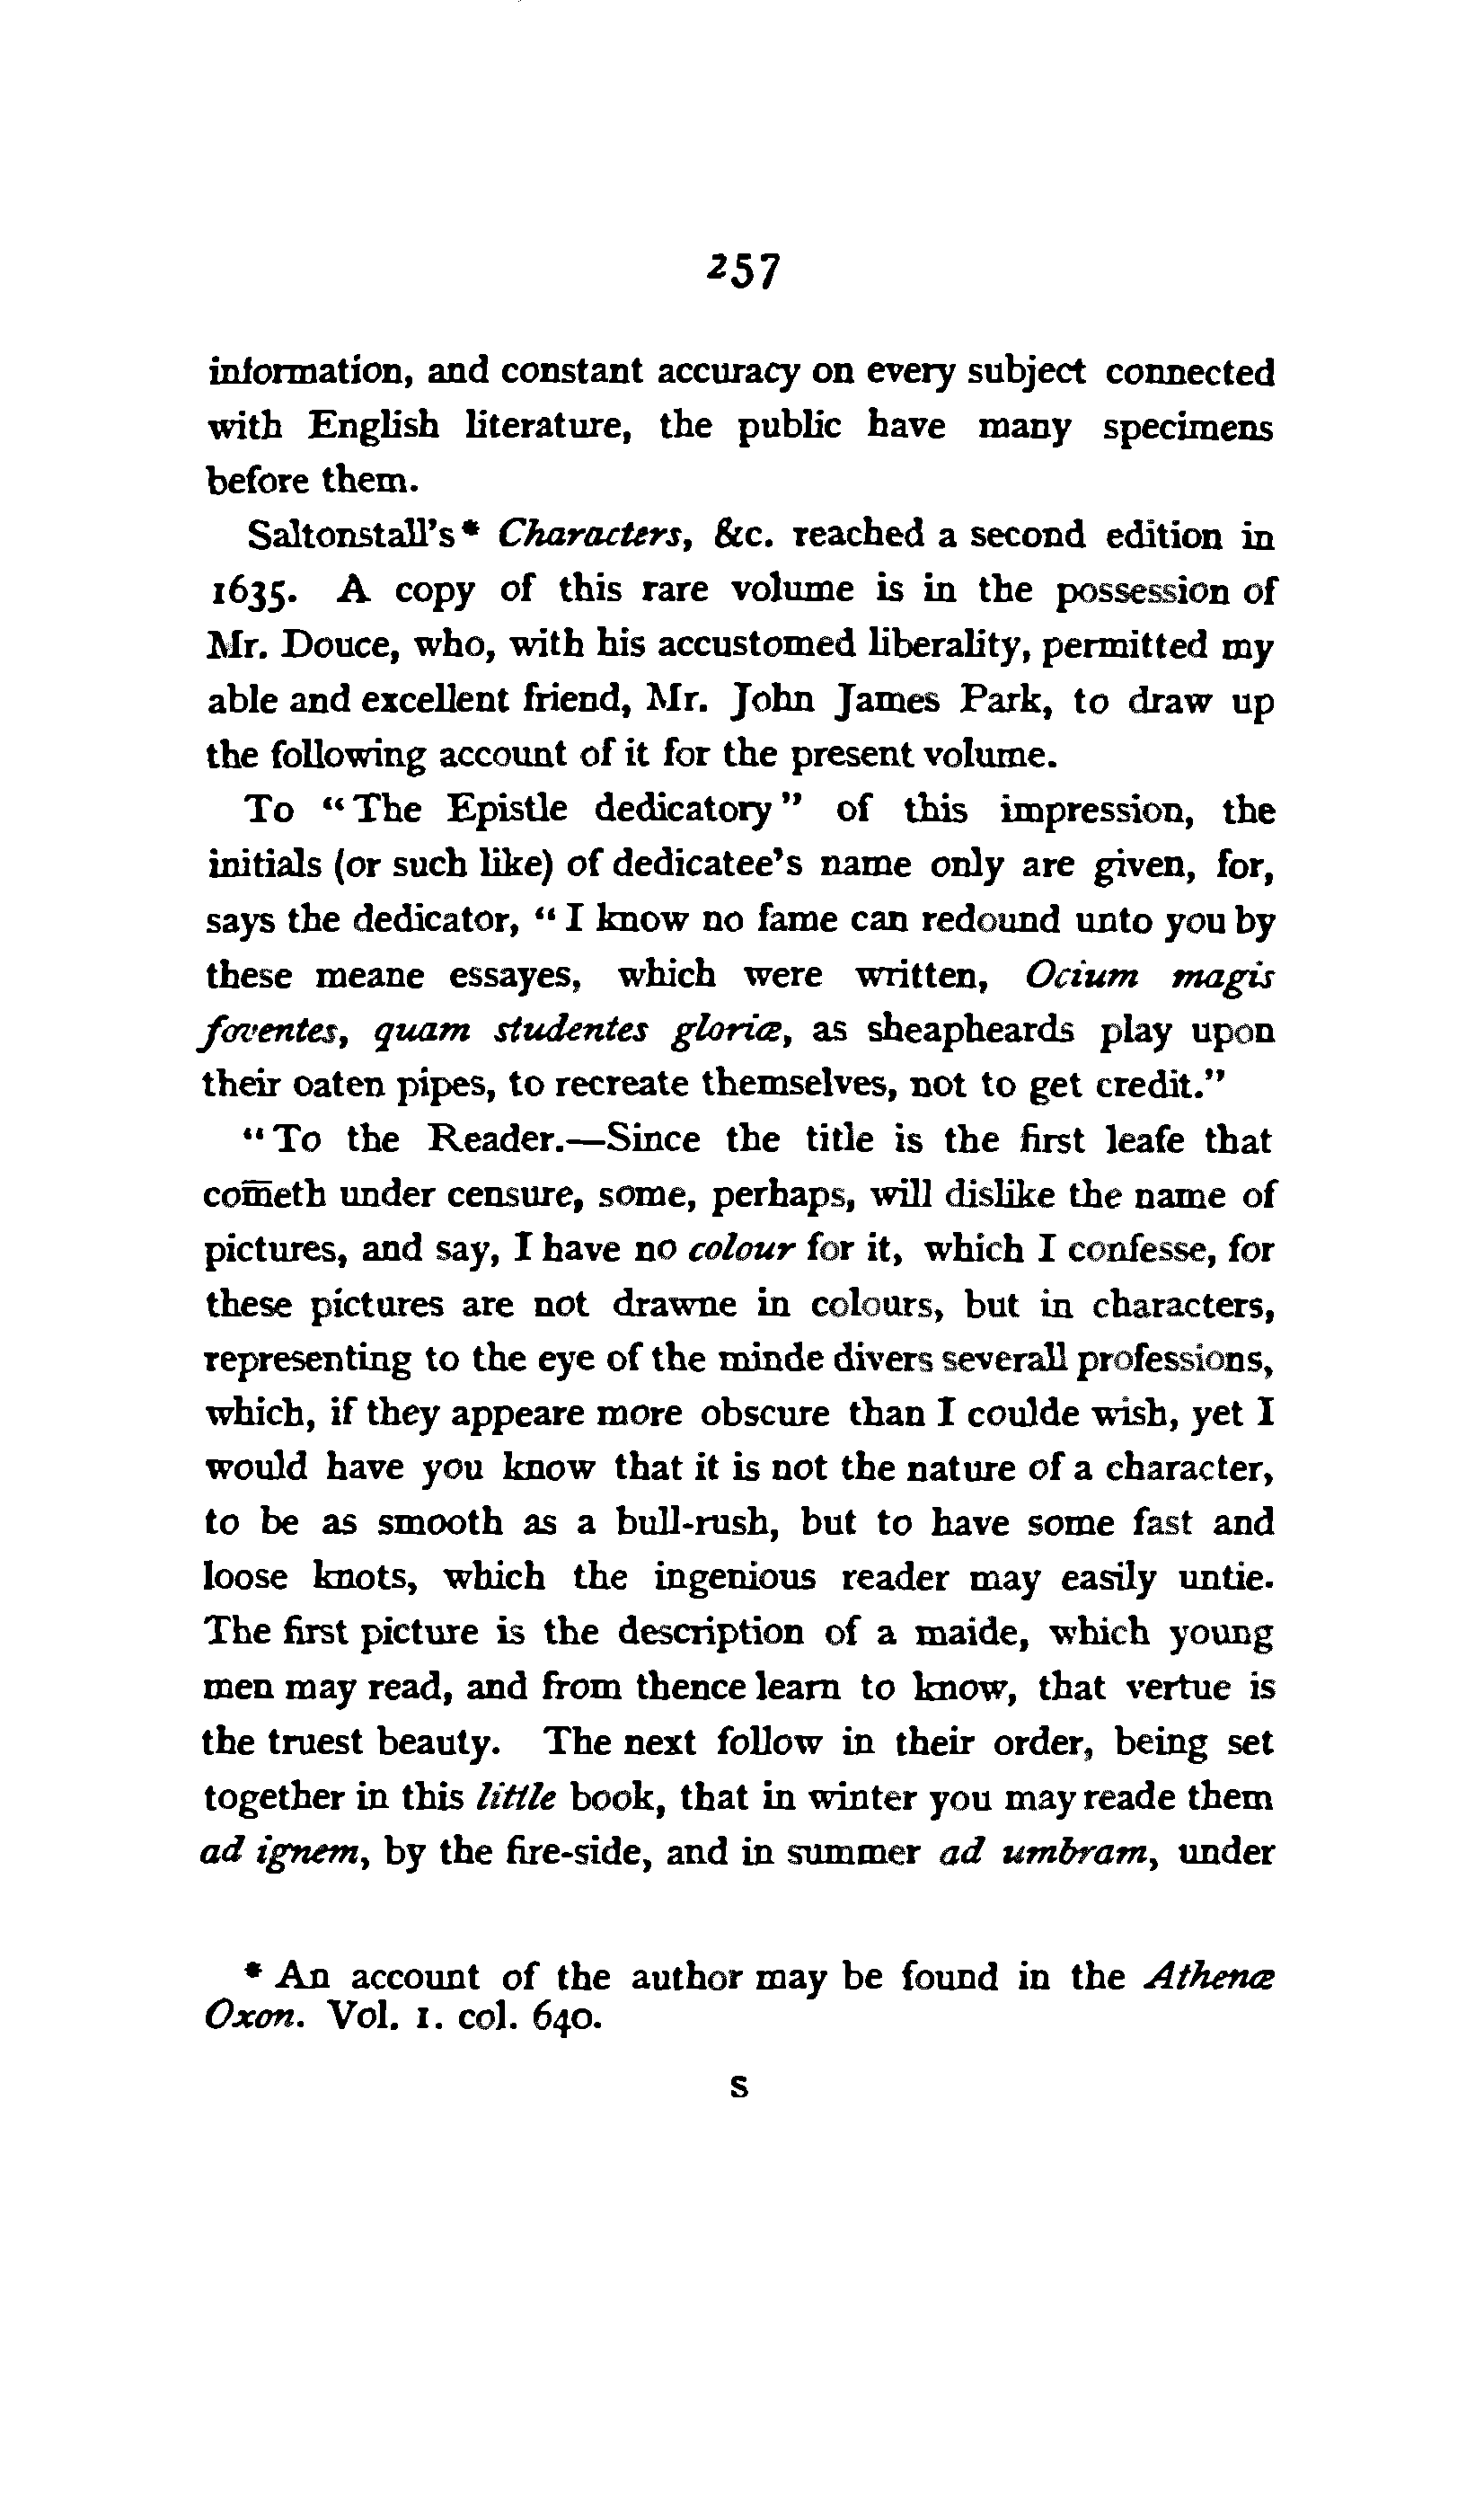 257
information, and constant accuracy on every subject connected
with English literature, the public have many specimens
before them.
Saltonstall's* Characters, &c. reached a second edition in
1635. A copy of this rare volume is in the possession of
Mr. Douce, who, with his accustomed liberality, permitted my
able and excellent friend, Mr. John James Park, to draw up
the following account of it for the present volume.
To "The Epistle dedicatory" of this impression, the
initials (or such like) of dedicatee's name only are given, for,
says the dedicator, "I know no fame can redound unto you by
these meane essayes, which were written, Ocium magis
foventes, quam studentes gloriæ, as sheapheards play upon
their oaten pipes, to recreate themselves, not to get credit."
"To the Reader.—Since the title is the first leafe that
com̄eth under censure, some, perhaps, will dislike the name of
pictures, and say, I have no colour for it, which I confesse, for
these pictures are not drawne in colours, but in characters,
representing to the eye of the minde divers severall professions,
which, if they appeare more obscure than I coulde wish, yet I
would have you know that it is not the nature of a character,
to be as smooth as a bull-rush, but to have some fast and
loose knots, which the ingenious reader may easily untie.
The first picture is the description of a maide, which young
men may read, and from thence learn to know, that vertue is
the truest beauty. The next follow in their order, being set
together in this little book, that in winter you may reade them
ad ignem, by the fire-side, and in summer ad umbram, under
* An account of the author may be found in the Athenæ
Oxon. Vol. 1. col. 640.
S